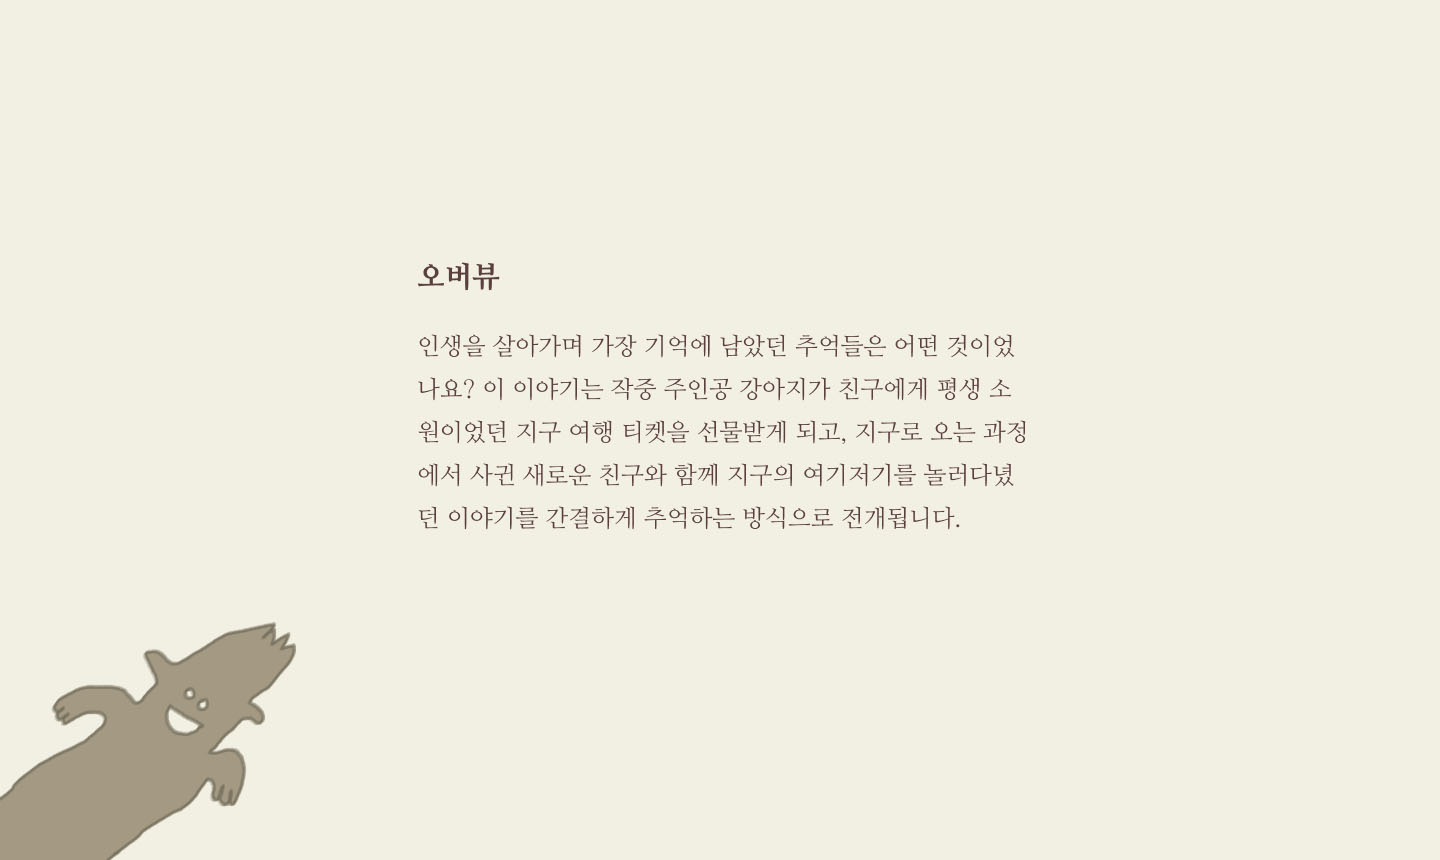 오버뷰
인생을 살아가며 가장 기억에 남았던 추억들은 어떤 것이었
나요? 이 이야기는 작중 주인공 강아지가 친구에게 평생 소
원이었던 지구 여행 티켓을 선물받게 되고, 지구로 오는 과정
에서 사귄 새로운 친구와 함께 지구의 여기저기를 놀러다녔
던 이야기를 간결하게 추억하는 방식으로 전개됩니다.